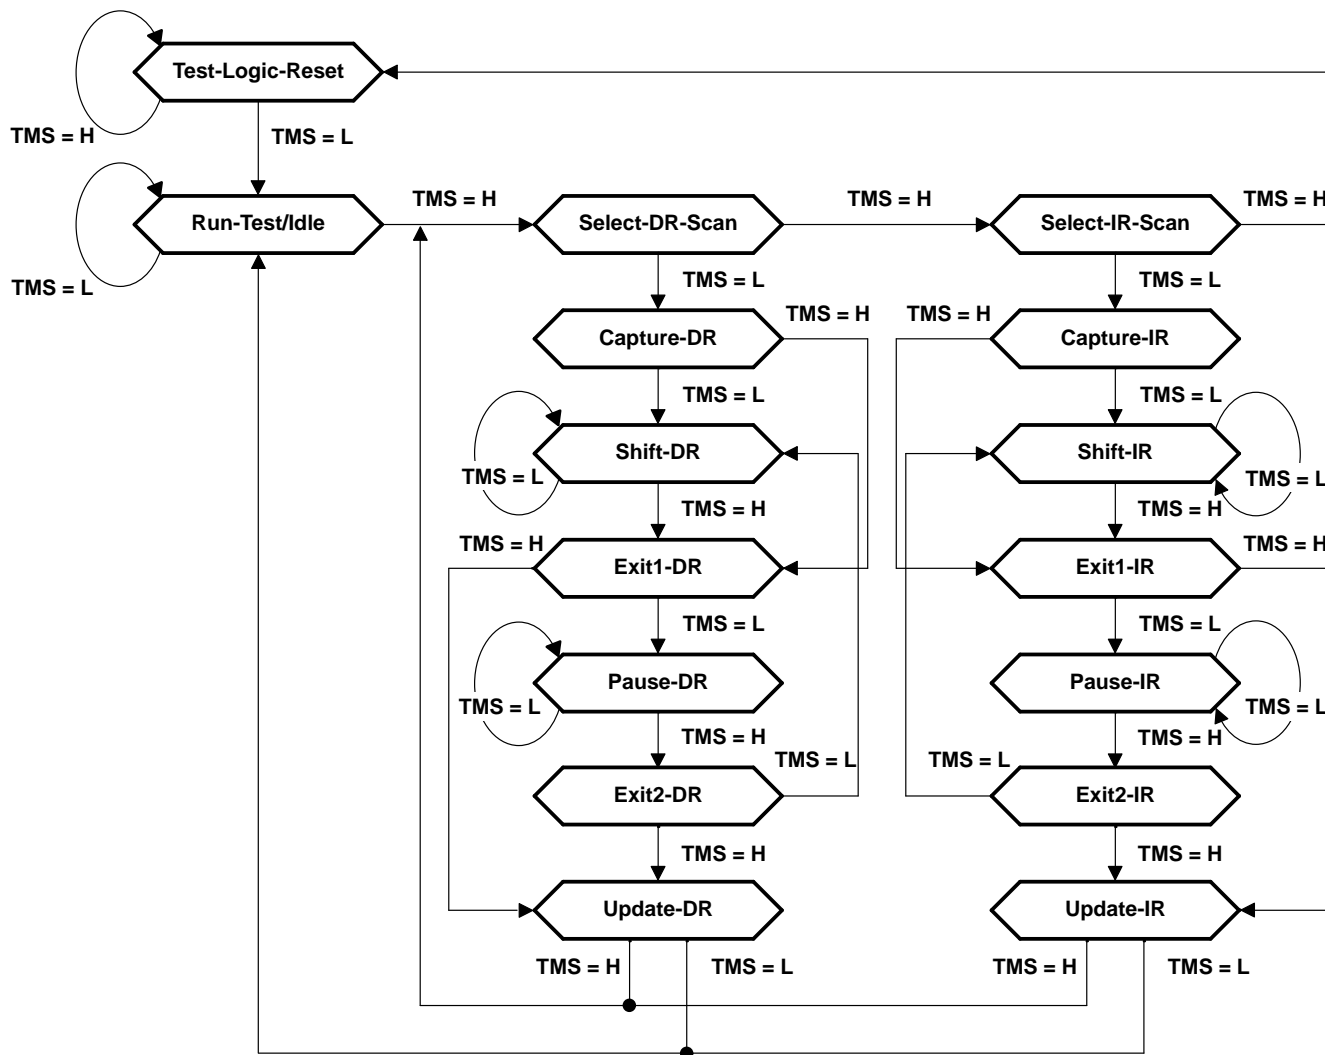 Test-Logic-Reset
TMS = H
TMS = L
TMS = H
TMS = H
TMS = H
Run-Test/Idle
Select-DR-Scan
Select-IR-Scan
TMS = L
TMS = L
TMS = L
TMS = H
TMS = H
Capture-DR
Capture-IR
TMS = L
TMS = L
Shift-DR
Shift-IR
TMS = L
TMS = L
TMS = H
TMS = H
TMS = H
TMS = H
Exit1-DR
Exit1-IR
TMS = L
TMS = L
Pause-DR
Pause-IR
TMS = L
TMS = L
TMS = H
TMS = H
TMS = L
TMS = L
Exit2-DR
Exit2-IR
TMS = H
TMS = H
Update-DR
Update-IR
TMS = H
TMS = L
TMS = H
TMS = L